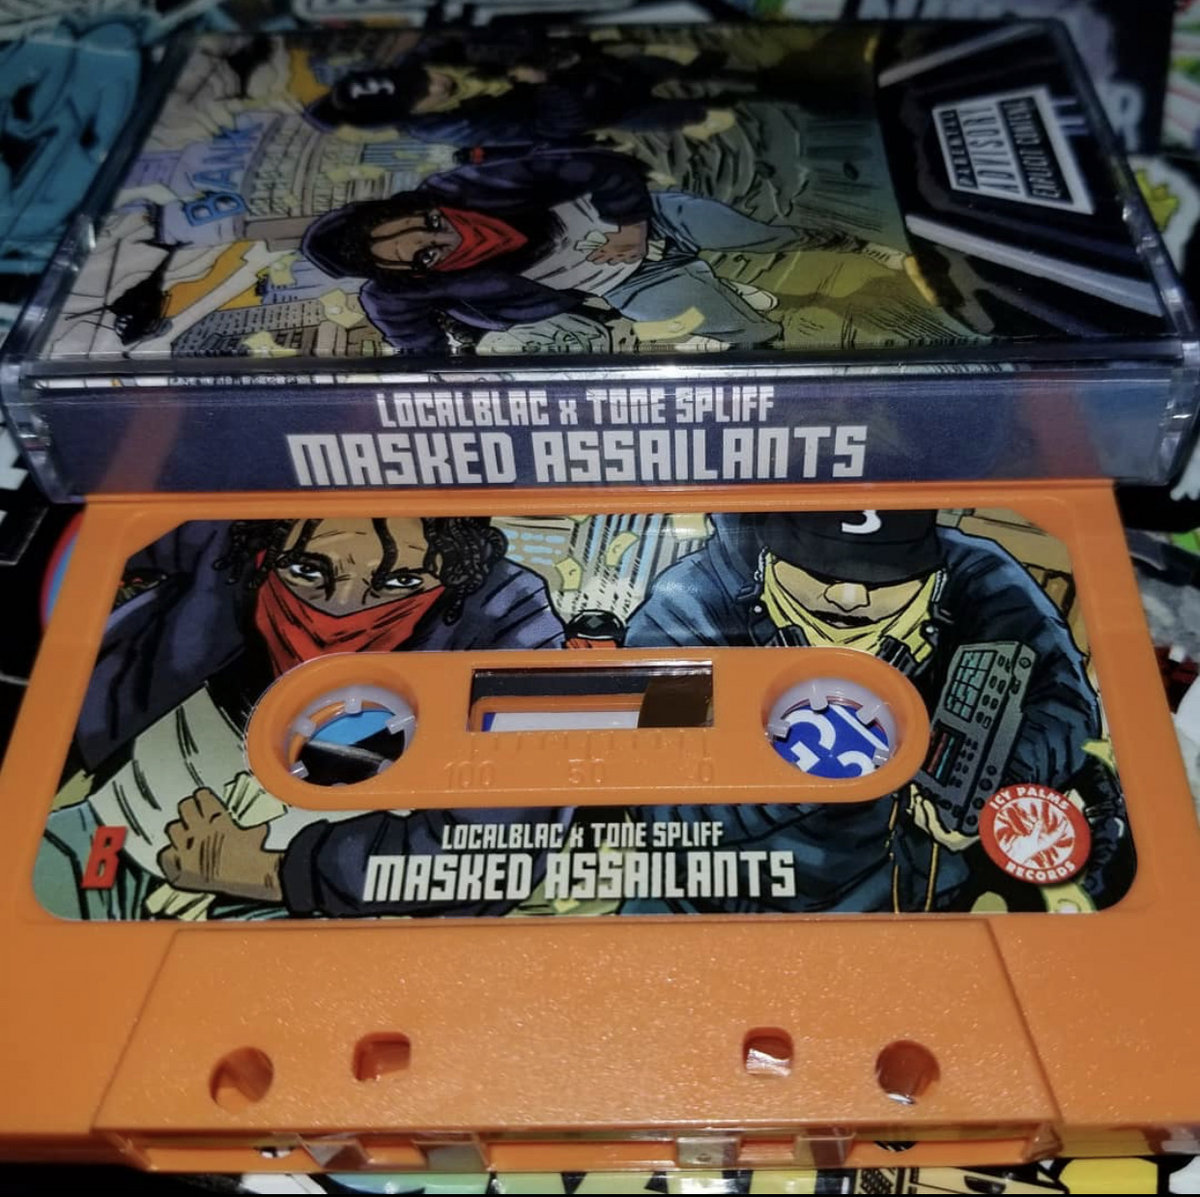 BANK
PARENTAL
ADVISORY
EXPLICIT CONTENT
LOCALBLAC x TONE SPLIFF
MASKED ASSAILANTS
100 50 0
B
LOCALBLAC x TONE SPLIFF
MASKED ASSAILANTS
ICY PALMS
RECORDS